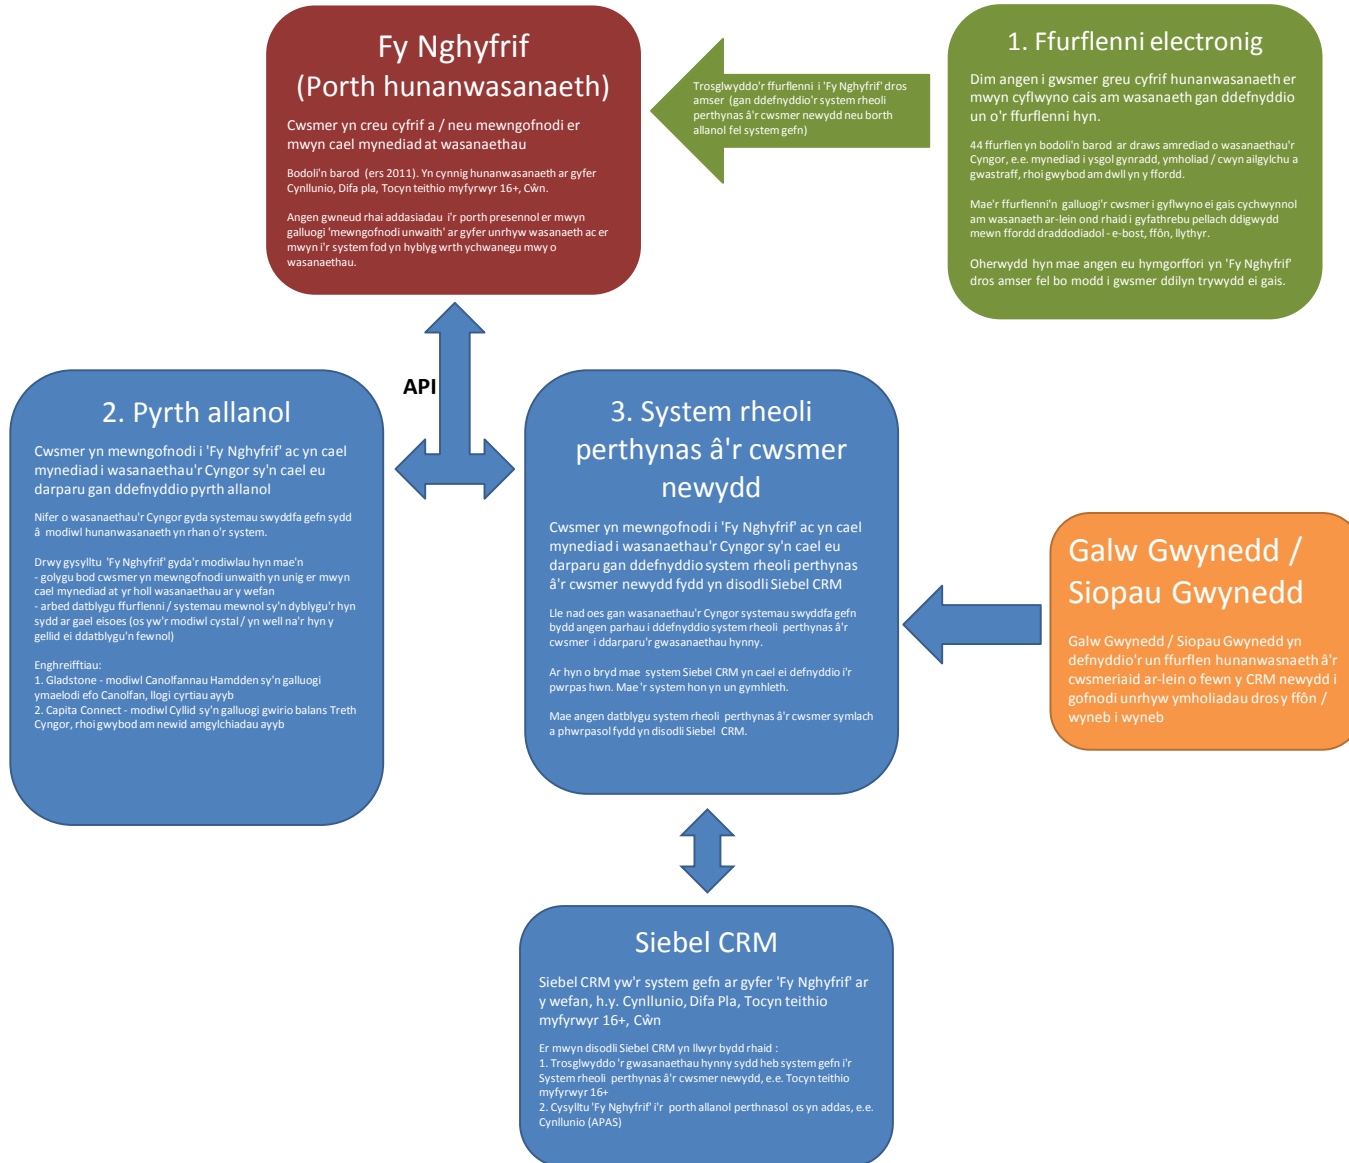 Fy Nghyfrif
(Porth hunanwasanaeth)
Cwsmer yn creu cyfrif a / neu mewngofnodi er
mwyn cael mynediad at wasanaethau
Bodoli'n barod (ers 2011). Yn cynnig hunanwasanaeth ar gyfer
Cynllunio, Difa pla, Tocyn teithio myfyrwyr 16+, Cŵn.
Angen gwneud rhai addasiadau i'r porth presennol er mwyn
galluogi 'mewngofnodi unwaith' ar gyfer unrhyw wasanaeth ac er
mwyn i'r system fod yn hyblyg wrth ychwanegu mwy o
wasanaethau.
Trosglwyddo'r ffurflenni i 'Fy Nghyfrif' dros
amser (gan ddefnyddio'r system rheoli
perthynas â'r cwsmer newydd neu borth
allanol fel system gefn)
1. Ffurflenni electronig
Dim angen i gwsmer greu cyfrif hunanwasanaeth er
mwyn cyflwyno cais am wasanaeth gan ddefnyddio
un o'r ffurflenni hyn.
44 ffurflen yn bodoli'n barod ar draws amrediad o wasanaethau'r
Cyngor, e.e. mynediad i ysgol gynradd, ymholiad / cwyn ailgylchu a
gwastraff, rhoi gwybod am dwll yn y ffordd.
Mae'r ffurflenni'n galluogi'r cwsmer i gyflwyno ei gais cychwynnol
am wasanaeth ar-lein ond rhaid i gyfathrebu pellach ddigwydd
mewn ffordd draddodiadol - e-bost, ffôn, llythyr.
Oherwydd hyn mae angen eu hymgorffori yn 'Fy Nghyfrif'
dros amser fel bo modd i gwsmer ddilyn trywydd ei gais.
API
2. Pyrth allanol
Cwsmer yn mewngofnodi i 'Fy Nghyfrif' ac yn cael
mynediad i wasanaethau'r Cyngor sy'n cael eu
darparu gan ddefnyddio pyrth allanol
Nifer o wasanaethau'r Cyngor gyda systemau swyddfa gefn sydd
â modiwl hunanwasanaeth yn rhan o'r system.
Drwy gysylltu 'Fy Nghyfrif' gyda'r modiwlau hyn mae'n
- golygu bod cwsmer yn mewngofnodi unwaith yn unig er mwyn
cael mynediad at yr holl wasanaethau ar y wefan
- arbed datblygu ffurflenni / systemau mewnol sy'n dyblygu'r hyn
sydd ar gael eisoes (os yw'r modiwl cystal / yn well na'r hyn y
gellid ei ddatblygu'n fewnol)
Enghreifftiau:
1. Gladstone - modiwl Canolfannau Hamdden sy'n galluogi
ymaelodi efo Canolfan, llogi cyrtiau ayyb
2. Capita Connect - modiwl Cyllid sy'n galluogi gwirio balans Treth
Cyngor, rhoi gwybod am newid amgylchiadau ayyb
3. System rheoli
perthynas â'r cwsmer
newydd
Cwsmer yn mewngofnodi i 'Fy Nghyfrif' ac yn cael
mynediad i wasanaethau'r Cyngor sy'n cael eu
darparu gan ddefnyddio system rheoli perthynas
â'r cwsmer newydd fydd yn disodli Siebel CRM
Lle nad oes gan wasanaethau'r Cyngor systemau swyddfa gefn
bydd angen parhau i ddefnyddio system rheoli perthynas â'r
cwsmer i ddarparu'r gwasanaethau hynny.
Ar hyn o bryd mae system Siebel CRM yn cael ei defnyddio i'r
pwrpas hwn. Mae'r system hon yn un gymhleth.
Mae angen datblygu system rheoli perthynas â'r cwsmer symlach
a phwrpasol fydd yn disodli Siebel CRM.
Galw Gwynedd /
Siopau Gwynedd
Galw Gwynedd / Siopau Gwynedd yn
defnyddio'r un ffurflen hunanwasnaeth â'r
cwsmeriaid ar-lein o fewn y CRM newydd i
gofnodi unrhyw ymholiadau dros y ffôn /
wyneb i wyneb
Siebel CRM
Siebel CRM yw'r system gefn ar gyfer 'Fy Nghyfrif' ar
y wefan, h.y. Cynllunio, Difa Pla, Tocyn teithio
myfyrwyr 16+, Cŵn
Er mwyn disodli Siebel CRM yn llwyr bydd rhaid :
1. Trosglwyddo 'r gwasanaethau hynny sydd heb system gefn i'r
System rheoli perthynas â'r cwsmer newydd, e.e. Tocyn teithio
myfyrwyr 16+
2. Cysylltu 'Fy Nghyfrif' i'r porth allanol perthnasol os yn addas, e.e.
Cynllunio (APAS)